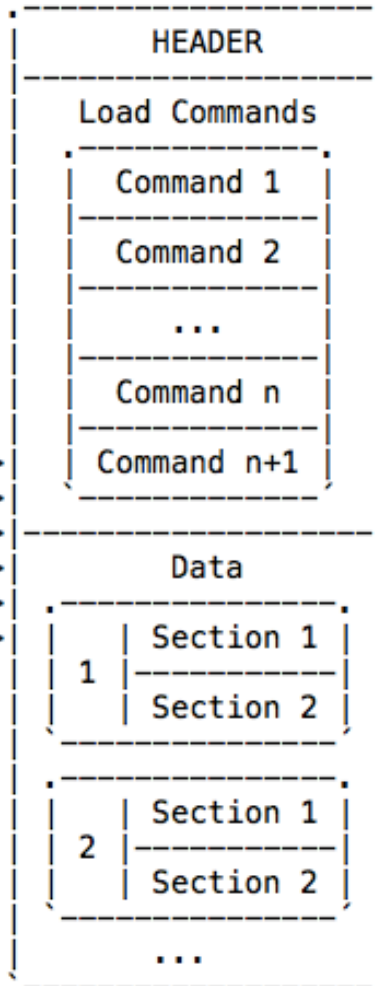 HEADER
Load Commands
Command 1
Command 2
...
Command n
Command n+1
Data
Section 1
1
Section 2
Section 1
2
Section 2
...